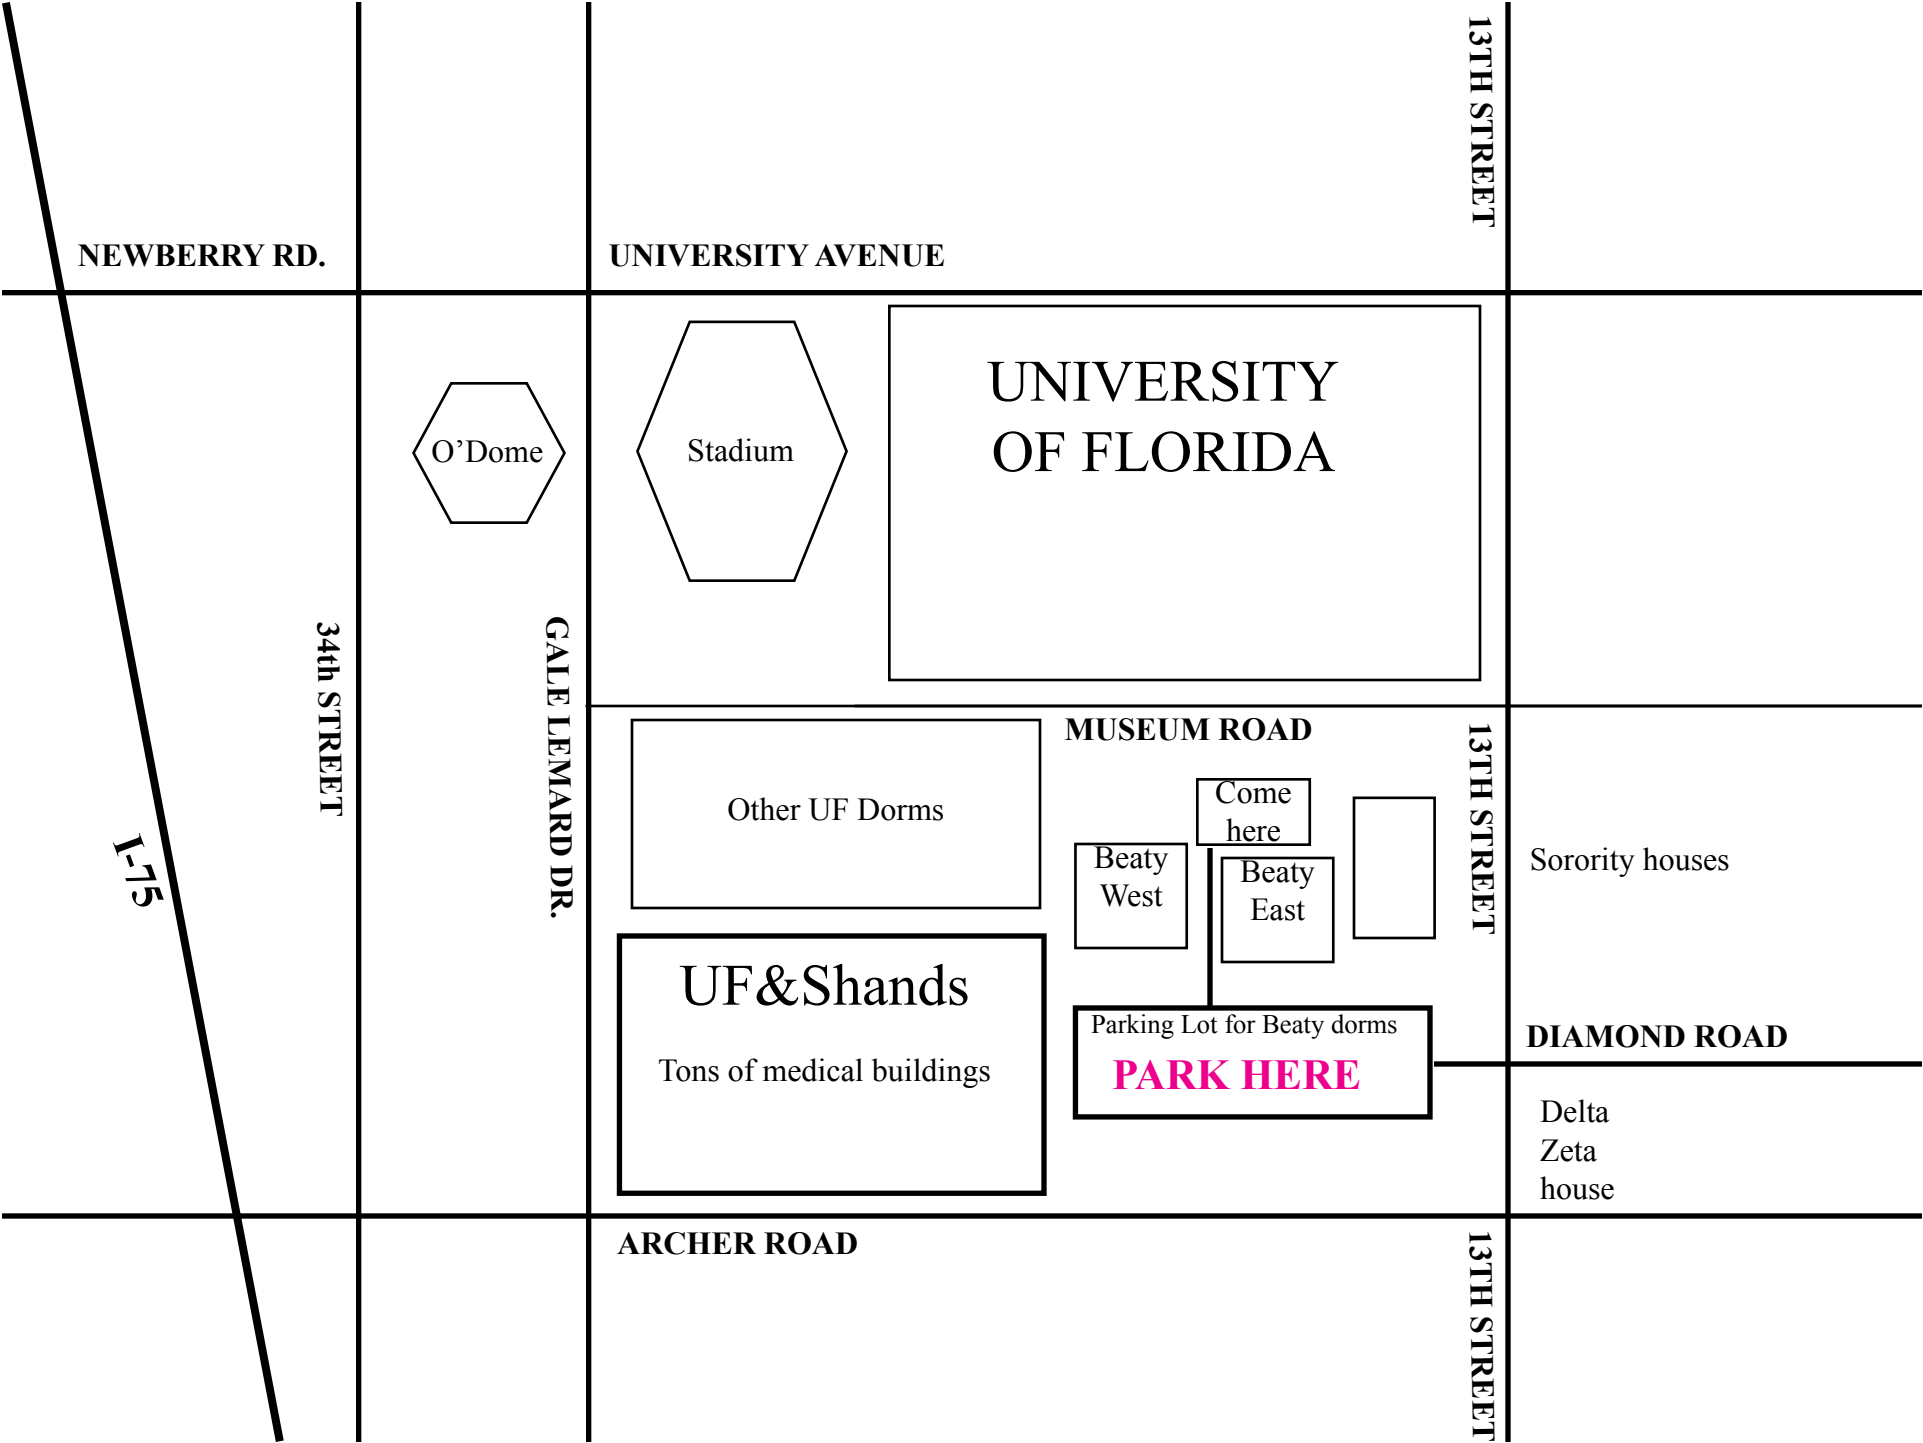 13TH STREET
NEWBERRY RD.
UNIVERSITY AVENUE
UNIVERSITY
OF FLORIDA
O’Dome
Stadium
34th STREET
GALE LEMARD DR.
MUSEUM ROAD
13TH STREET
Other UF Dorms
Come
here
Beaty
West
Beaty
East
Sorority houses
I-75
UF&Shands
Tons of medical buildings
Parking Lot for Beaty dorms
PARK HERE
DIAMOND ROAD
Delta
Zeta
house
ARCHER ROAD
13TH STREET